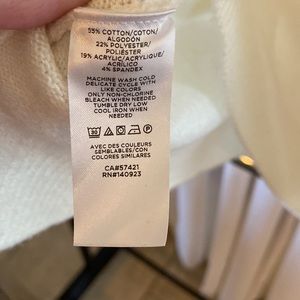 55% COTTON/COTON/
ALGODÓN
22% POLYESTER/
POLIÉSTER
19% ACRYLIC/ACRYLIQUE/
ACRÍLICO
4% SPANDEX
MACHINE WASH COLD
DELICATE CYCLE WITH
LIKE COLORS
ONLY NON-CHLORINE
BLEACH WHEN NEEDED
TUMBLE DRY LOW
COOL IRON WHEN
NEEDED
30
AVEC DES COULEURS
SEMBLABLES/CON
COLORES SIMILARES
CA#57421
RN#140923